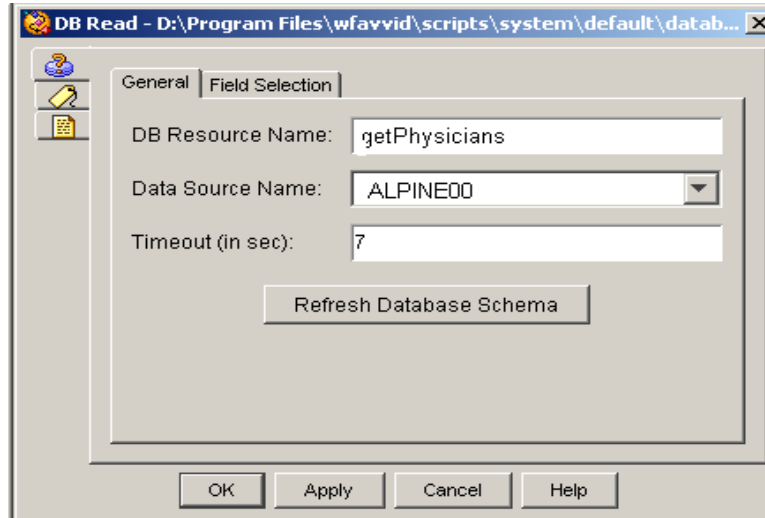 DB Read - D:\Program Files\wfavvid\scripts\system\default\datab...
General Field Selection
DB Resource Name: getPhysicians
Data Source Name: ALPINE00
Timeout (in sec): 7
Refresh Database Schema
OK Apply Cancel Help